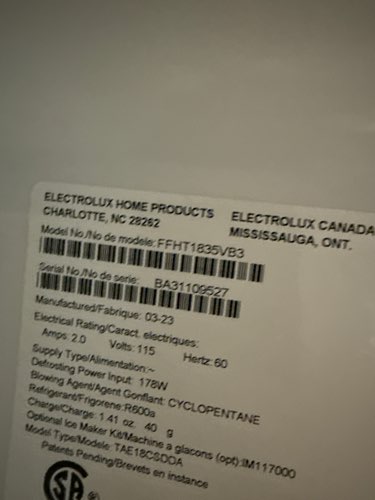 ELECTROLUX HOME PRODUCTS
CHARLOTTE, NC 28262
ELECTROLUX CANADA
MISSISSAUGA, ONT.
Model No./No de modele: FFHT1835VB3
Serial No./No de serie: BA31109527
Manufactured/Fabrique: 03-23
Electrical Rating/Caract. electriques:
Amps: 2.0 Volts: 115 Hertz: 60
Supply Type/Alimentation:~
Defrosting Power Input: 178W
Blowing Agent/Agent Gonflant: CYCLOPENTANE
Refrigerant/Frigorene:R600a
Charge/Charge: 1.41 oz. 40 g
Optional Ice Maker Kit/Machine a glacons (opt):IM117000
Model Type/Modele: TAE18CSDDA
Patents Pending/Brevets en instance
SA
®